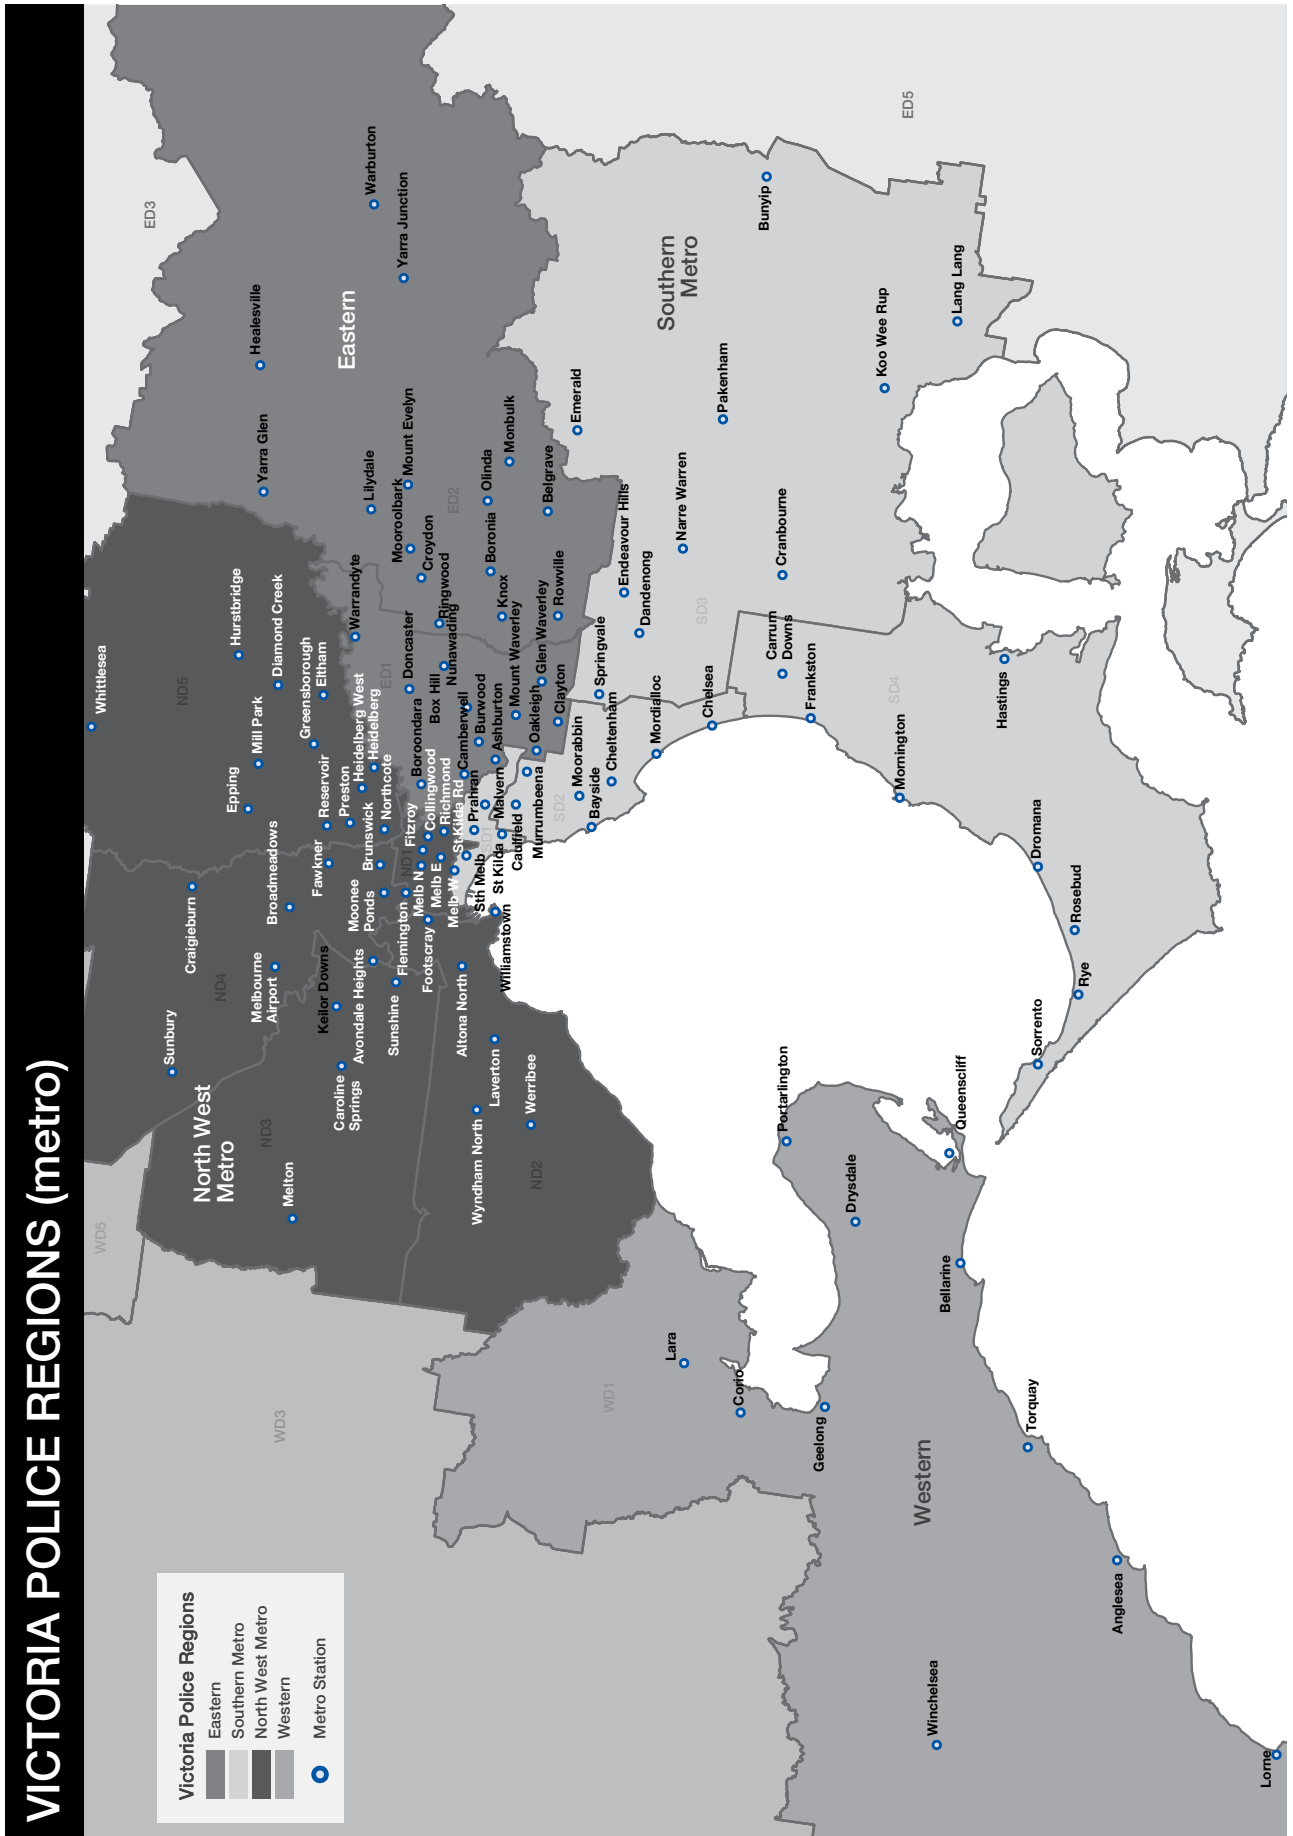 VICTORIA POLICE REGIONS (metro)
Victoria Police Regions
Eastern
Southern Metro
North West Metro
Western
Metro Station
WD5
WD3
WD1
Western
Lorne
Winchelsea
Anglesea
Torquay
Geelong
Corio
Lara
Bellarine
Drysdale
Portarlington
Queenscliff
North West
Metro
ND3
ND4
ND5
ND2
ND1
Melton
Sunbury
Craigieburn
Broadmeadows
Melbourne
Airport
Keilor Downs
Caroline
Springs
Avondale Heights
Sunshine
Flemington
Footscray
Altona North
Laverton
Wyndham North
Werribee
Williamstown
Whittlesea
Epping
Mill Park
Hurstbridge
Diamond Creek
Greensborough
Eltham
Reservoir
Preston
Fawkner
Brunswick
Moonee
Ponds
Heidelberg West
Heidelberg
Northcote
Fitzroy
Collingwood
Richmond
Melb N
Melb E
Melb W
St Kilda Rd
Sth Melb
St Kilda
Prahran
Malvern
Caulfield
Murrumbeena
SD1
SD2
SD3
SD4
ED1
ED2
ED3
ED5
Eastern
Warburton
Yarra Junction
Healesville
Yarra Glen
Lilydale
Mount Evelyn
Mooroolbark
Croydon
Ringwood
Nunawading
Warrandyte
Doncaster
Box Hill
Boroondara
Camberwell
Burwood
Ashburton
Mount Waverley
Glen Waverley
Oakleigh
Clayton
Knox
Boronia
Olinda
Monbulk
Belgrave
Rowville
Southern
Metro
Emerald
Bunyip
Pakenham
Koo Wee Rup
Lang Lang
Narre Warren
Endeavour Hills
Dandenong
Springvale
Cranbourne
Carrum
Downs
Frankston
Chelsea
Mordialloc
Cheltenham
Moorabbin
Bayside
Mornington
Hastings
Dromana
Rosebud
Rye
Sorrento